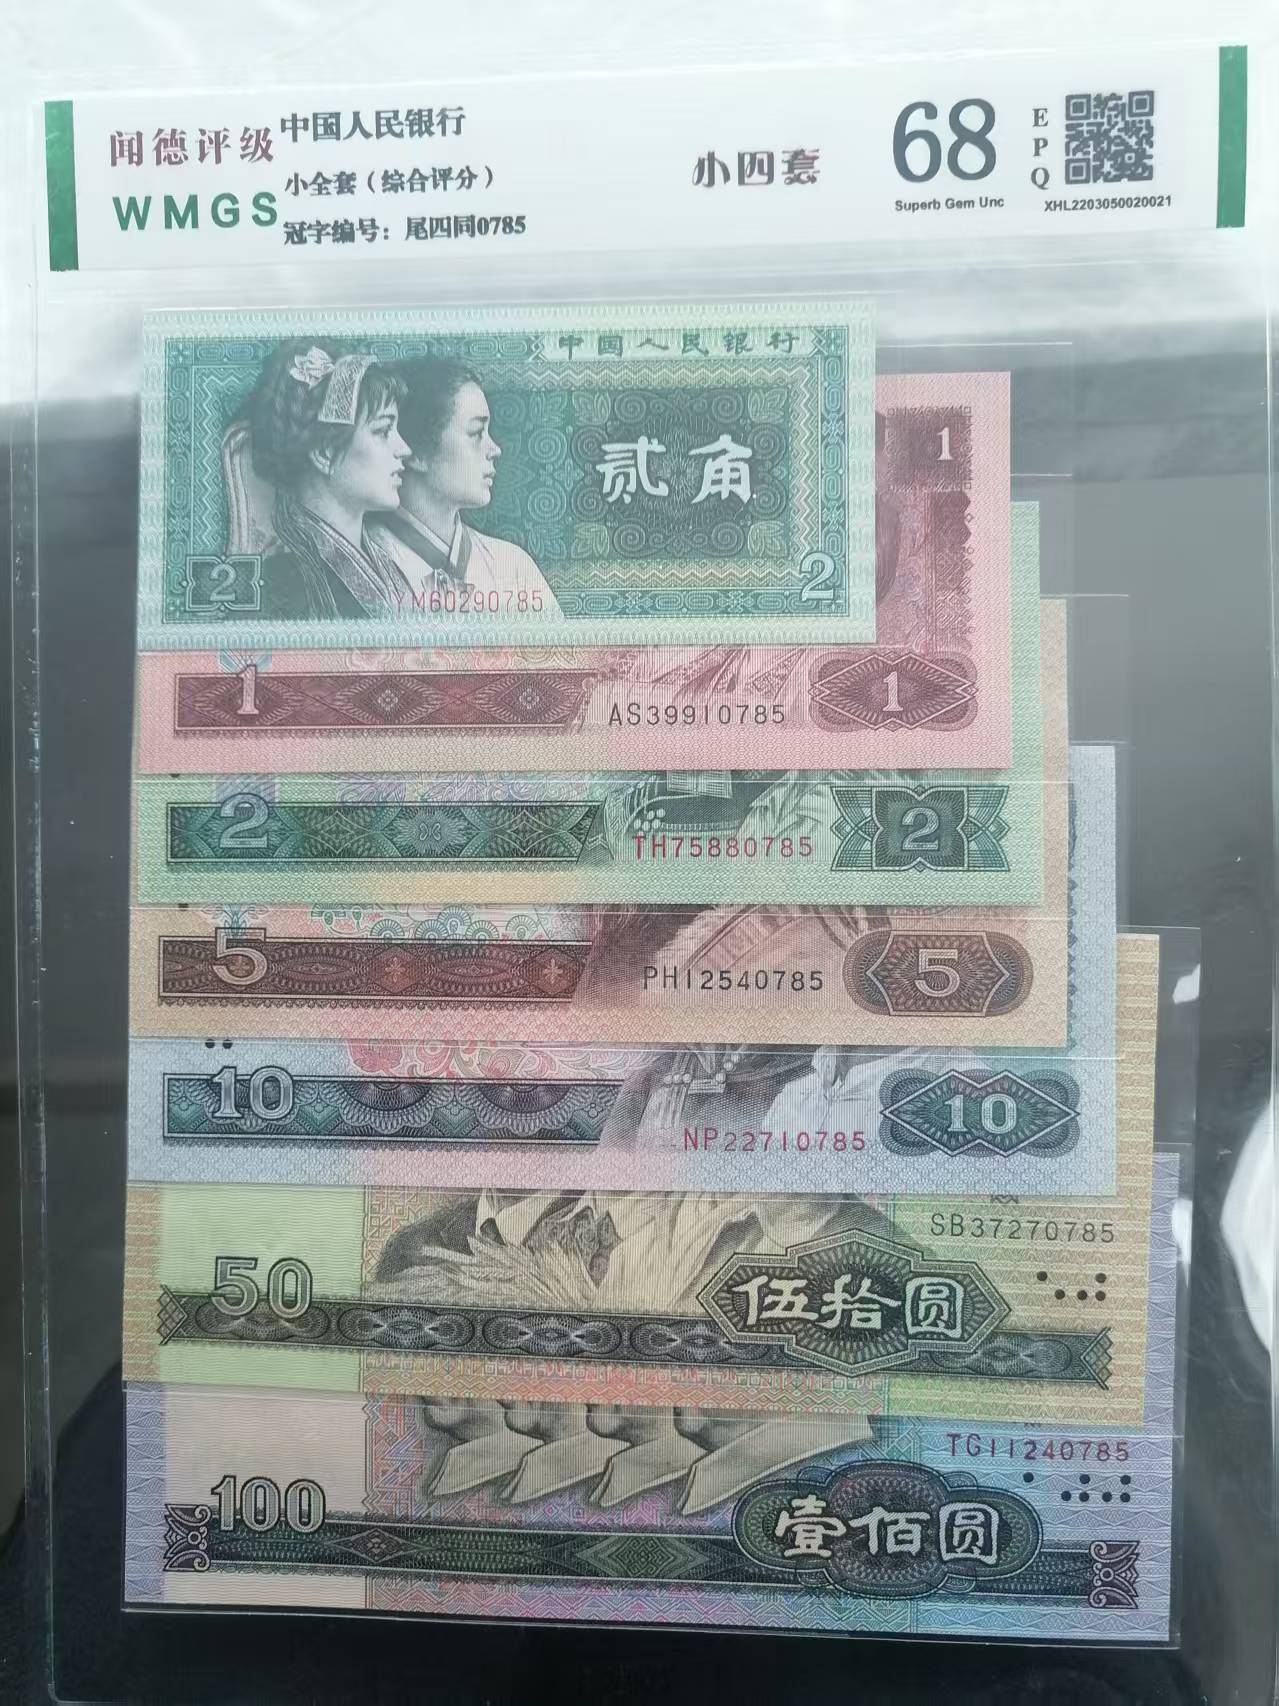 闻德评级
WMGS
中国人民银行
小全套（综合评分）
冠字编号：尾四同0785
小四套
68
Superb Gem Unc
EPQ
XHL2203050020021
中国人民银行
贰角
2
2
YM60290785
1
1
AS39910785
1
2
TH75880785
2
5
PH12540785
5
10
NP22710785
10
SB37270785
50
伍拾圆
TG11240785
100
壹佰圆